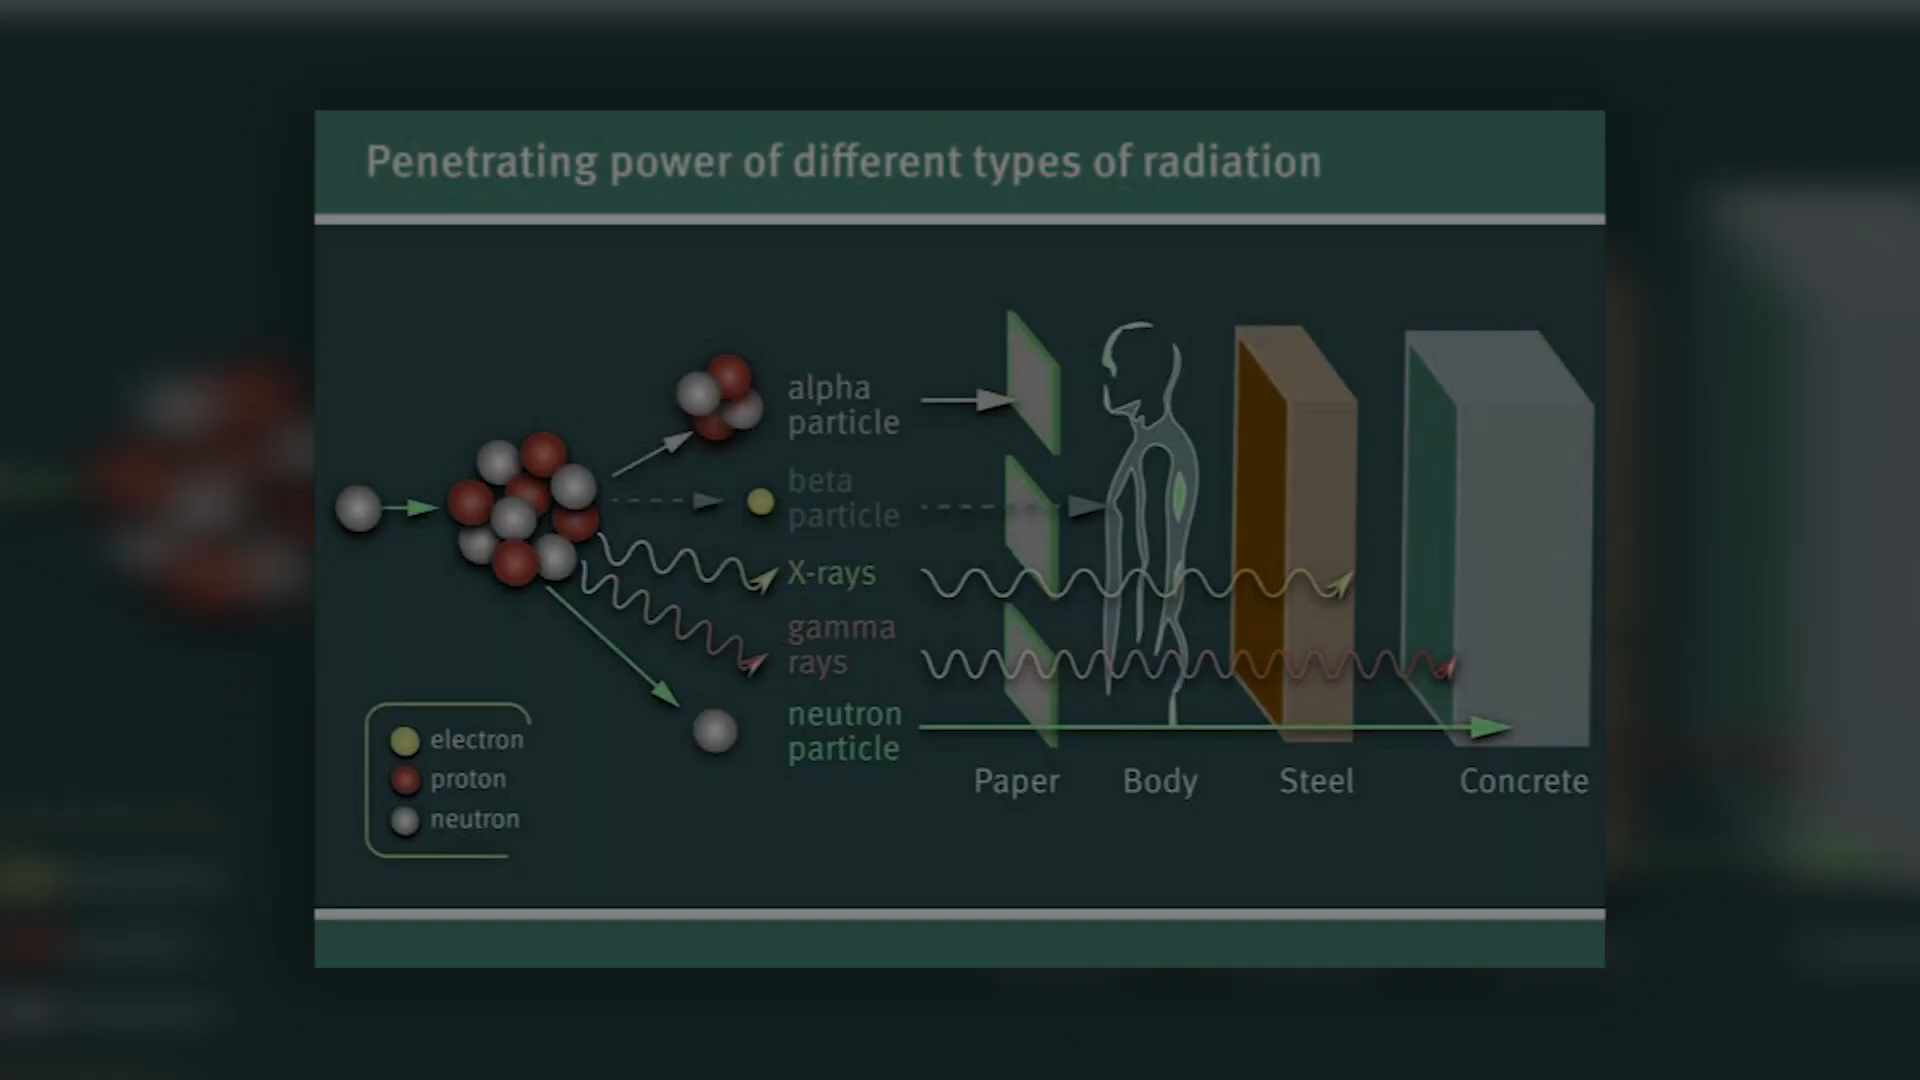 Penetrating power of different types of radiation
alpha
particle
beta
particle
X-rays
gamma
rays
neutron
particle
electron
proton
neutron
Paper
Body
Steel
Concrete